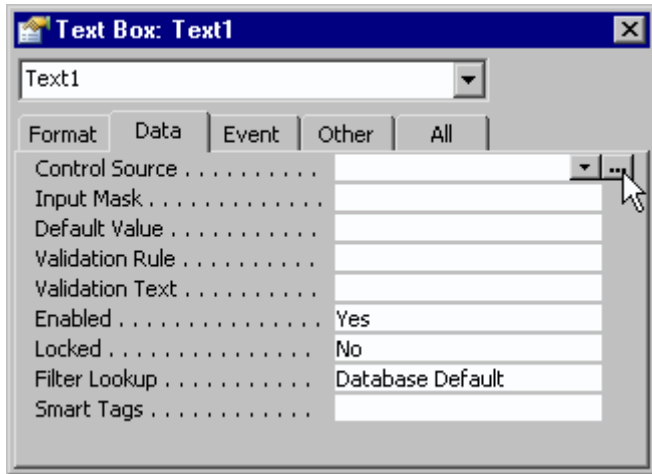 Text Box: Text1
Text1
Format Data Event Other All
Control Source . . . . . . . . . . ...
Input Mask . . . . . . . . . . . . .
Default Value . . . . . . . . . . .
Validation Rule . . . . . . . . . .
Validation Text . . . . . . . . . .
Enabled . . . . . . . . . . . . . . . Yes
Locked . . . . . . . . . . . . . . . No
Filter Lookup . . . . . . . . . . . Database Default
Smart Tags . . . . . . . . . . . .